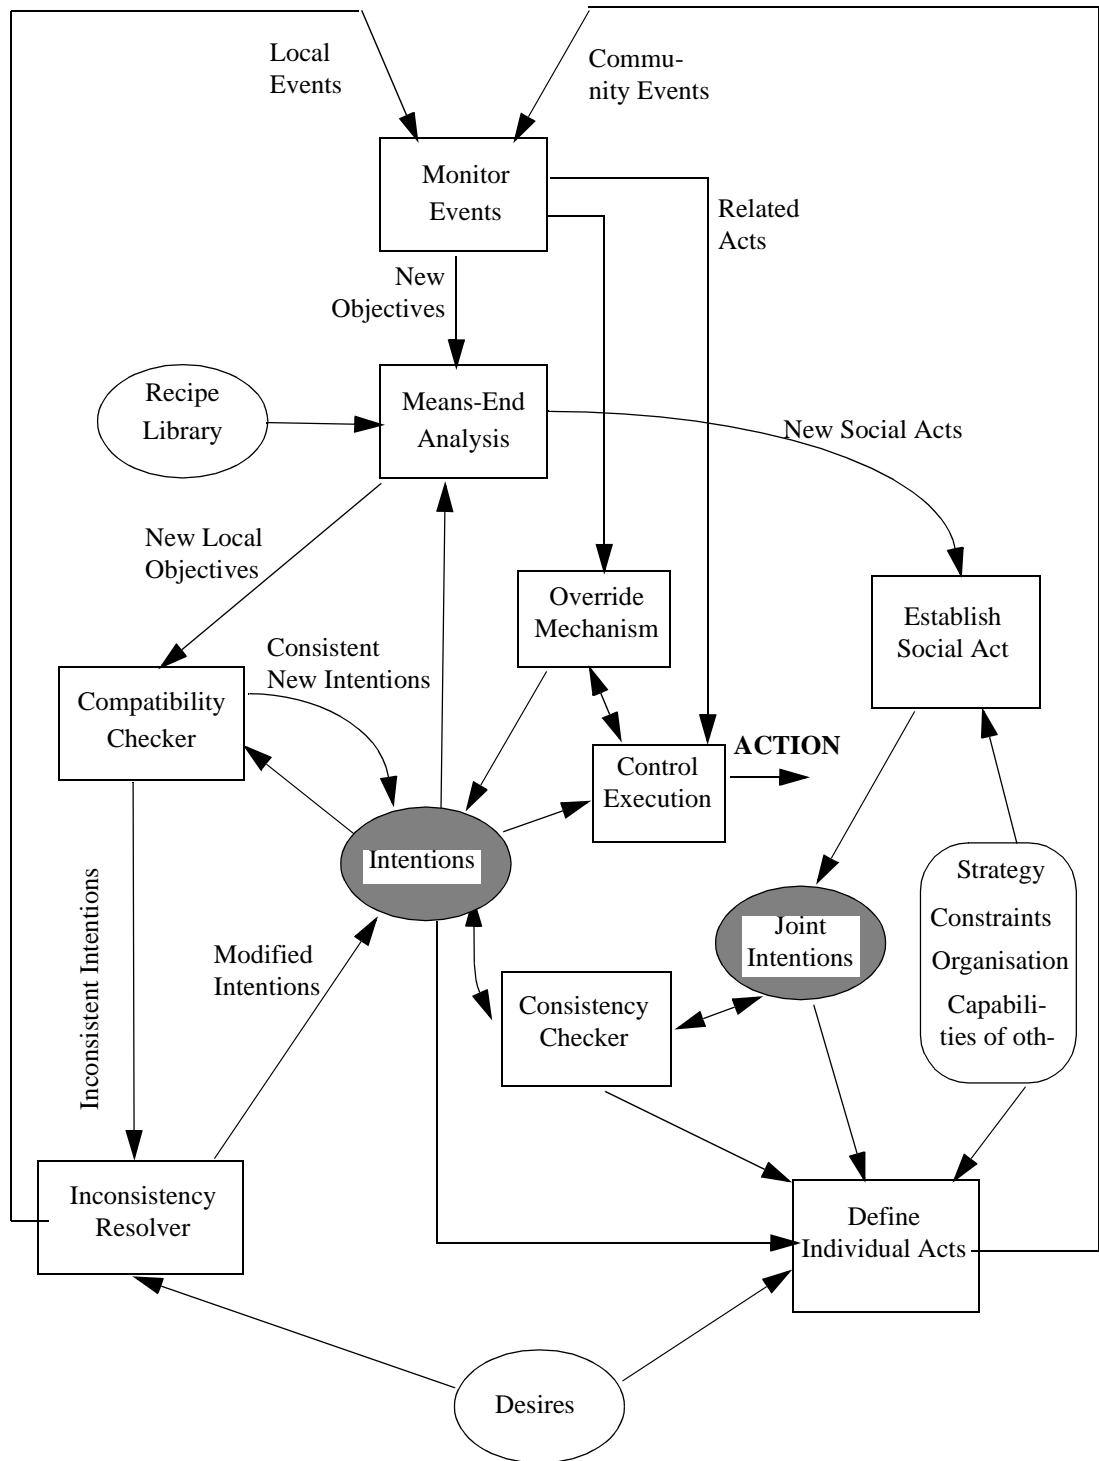 Local
Events
Commu-
nity Events
Monitor
Events
Related
Acts
New
Objectives
Recipe
Library
Means-End
Analysis
New Social Acts
New Local
Objectives
Override
Mechanism
Establish
Social Act
Consistent
New Intentions
Compatibility
Checker
ACTION
Control
Execution
Intentions
Strategy
Constraints
Organisation
Capabili-
ties of oth-
Joint
Intentions
Inconsistent Intentions
Modified
Intentions
Consistency
Checker
Inconsistency
Resolver
Define
Individual Acts
Desires